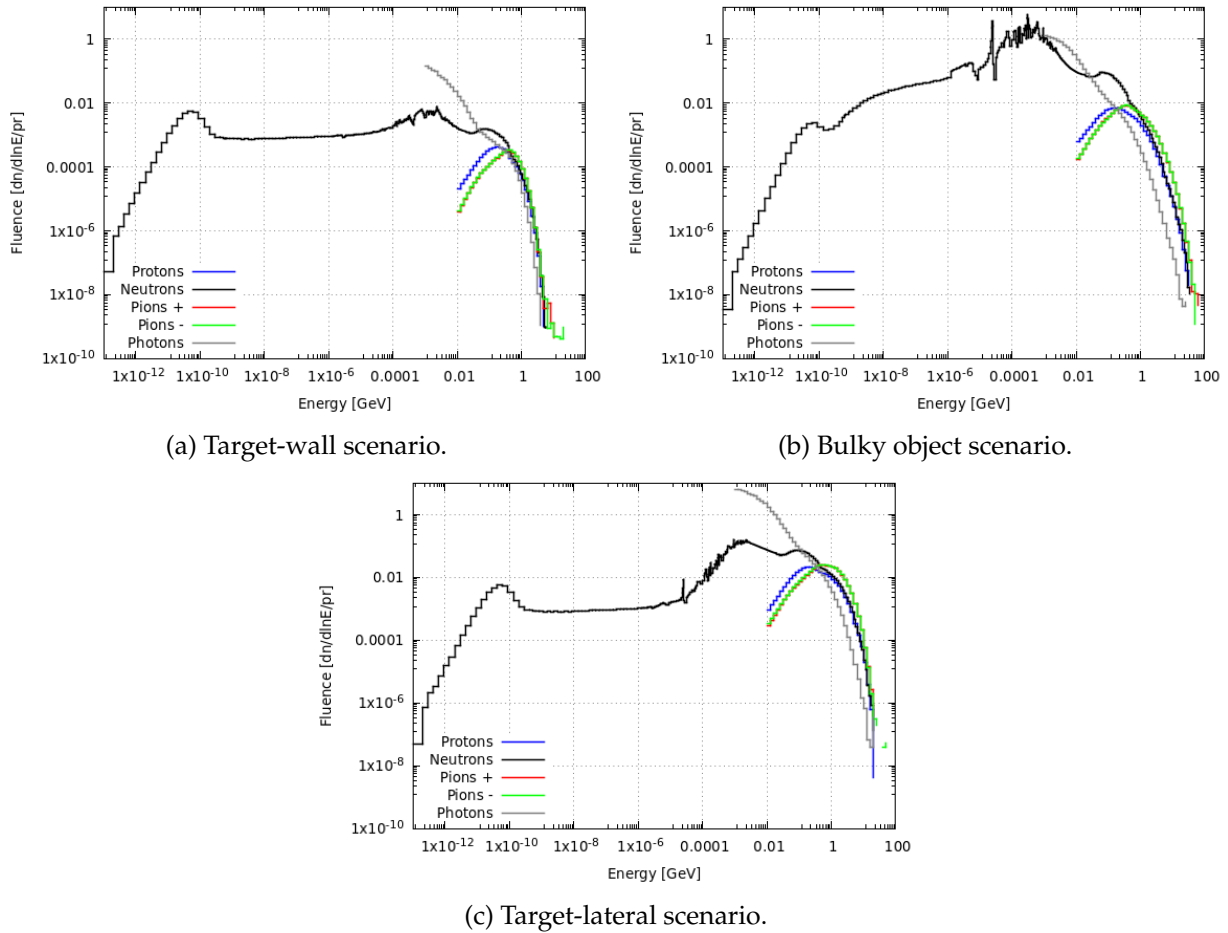 1
0.01
0.0001
1x10-6
1x10-8
1x10-10
Fluence [dn/dlnE/pr]
Protons
Neutrons
Pions +
Pions -
Photons
1x10-12 1x10-10 1x10-8 1x10-6 0.0001 0.01 1 100
Energy [GeV]
(a) Target-wall scenario.
1
0.01
0.0001
1x10-6
1x10-8
1x10-10
Fluence [dn/dlnE/pr]
Protons
Neutrons
Pions +
Pions -
Photons
1x10-12 1x10-10 1x10-8 1x10-6 0.0001 0.01 1 100
Energy [GeV]
(b) Bulky object scenario.
1
0.01
0.0001
1x10-6
1x10-8
1x10-10
Fluence [dn/dlnE/pr]
Protons
Neutrons
Pions +
Pions -
Photons
1x10-12 1x10-10 1x10-8 1x10-6 0.0001 0.01 1 100
Energy [GeV]
(c) Target-lateral scenario.